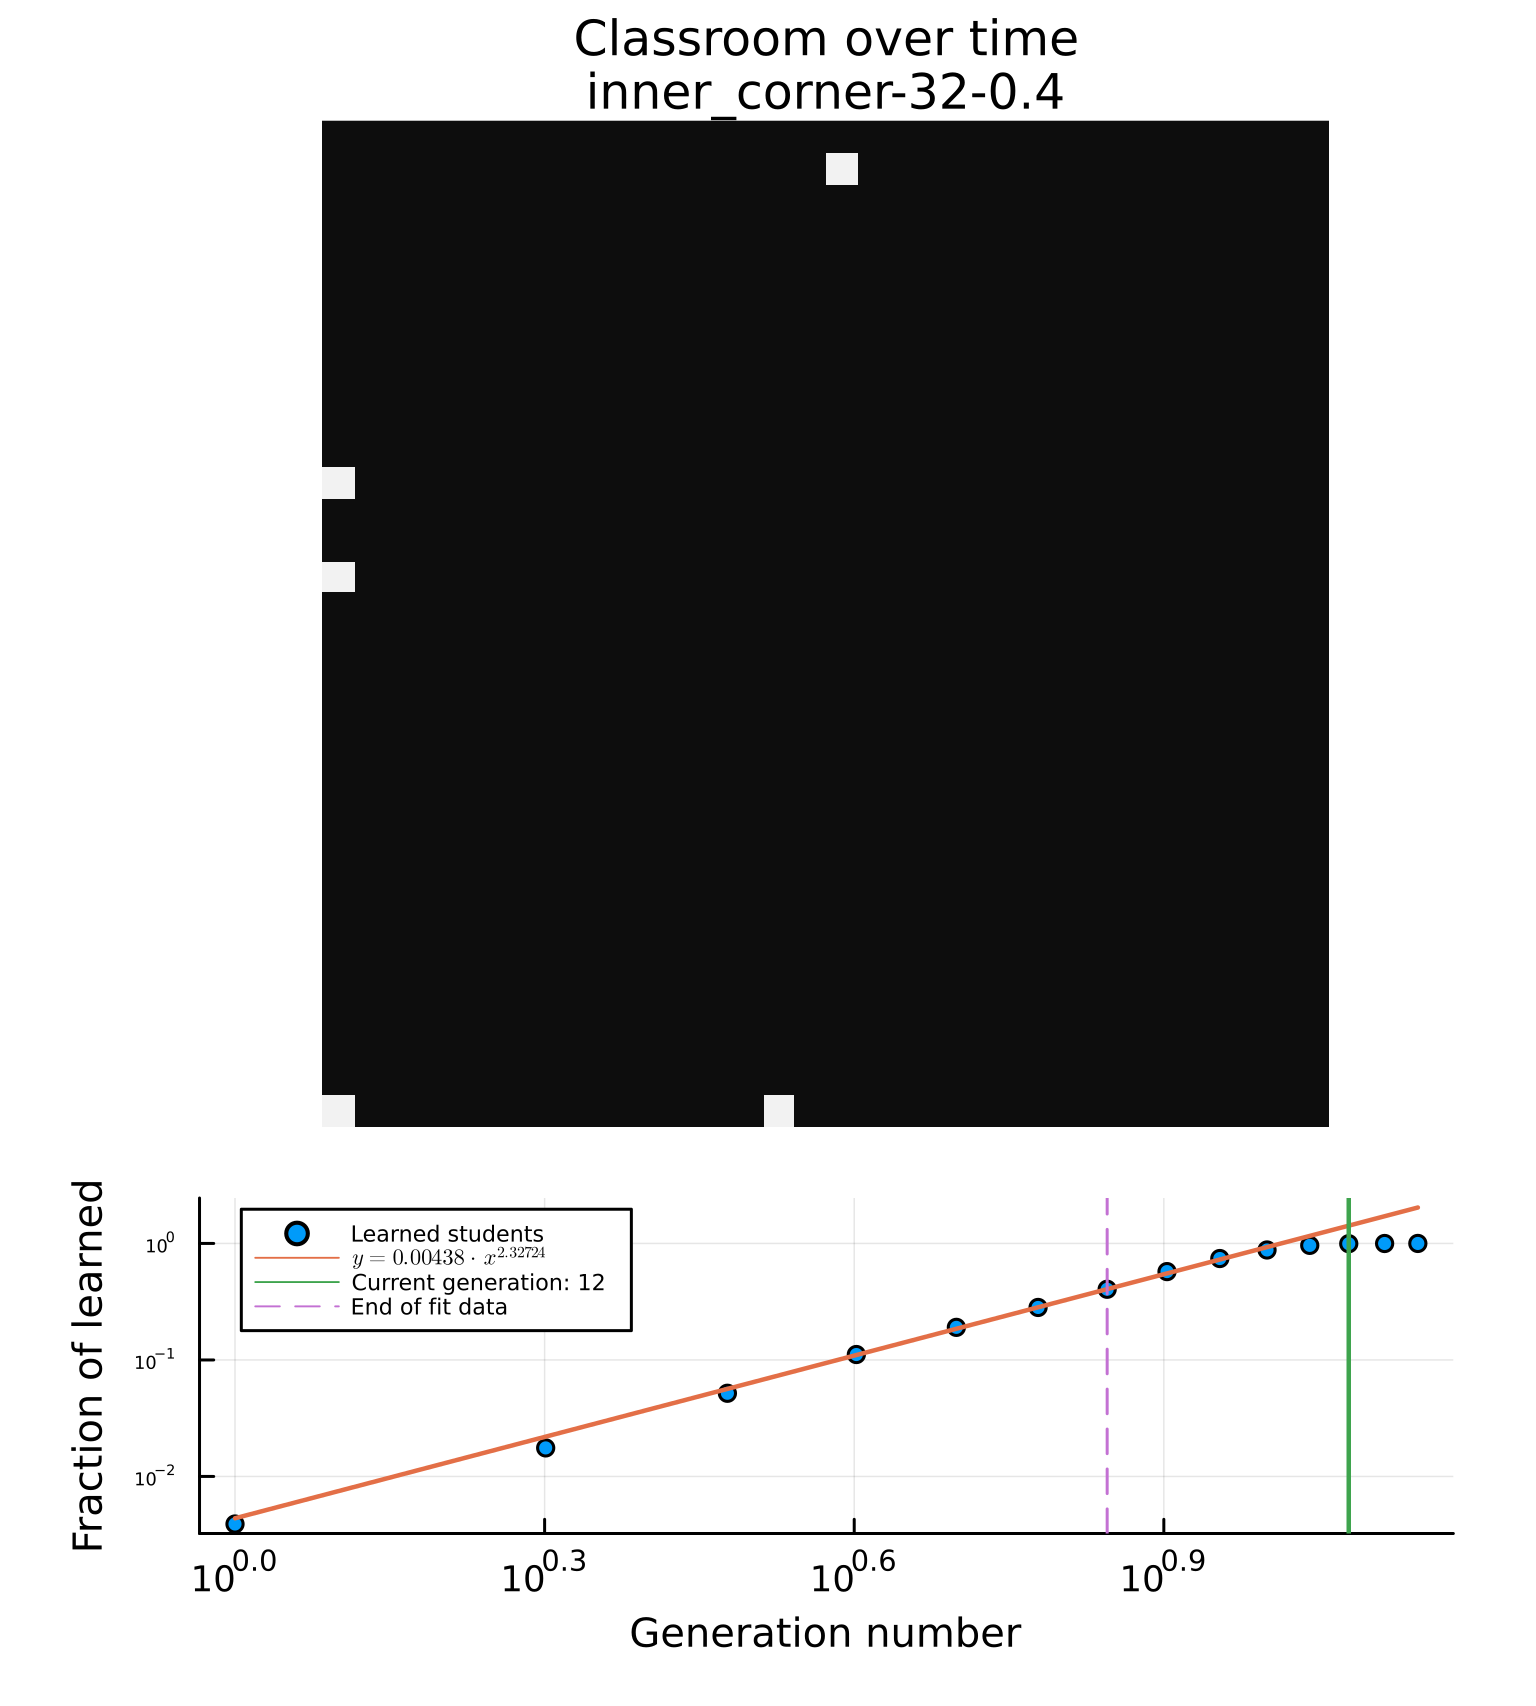 Classroom over time
inner_corner-32-0.4
Fraction of learned
Learned students
y = 0.00438 · x^2.32724
Current generation: 12
End of fit data
10^0
10^−1
10^−2
10^0.0 10^0.3 10^0.6 10^0.9
Generation number